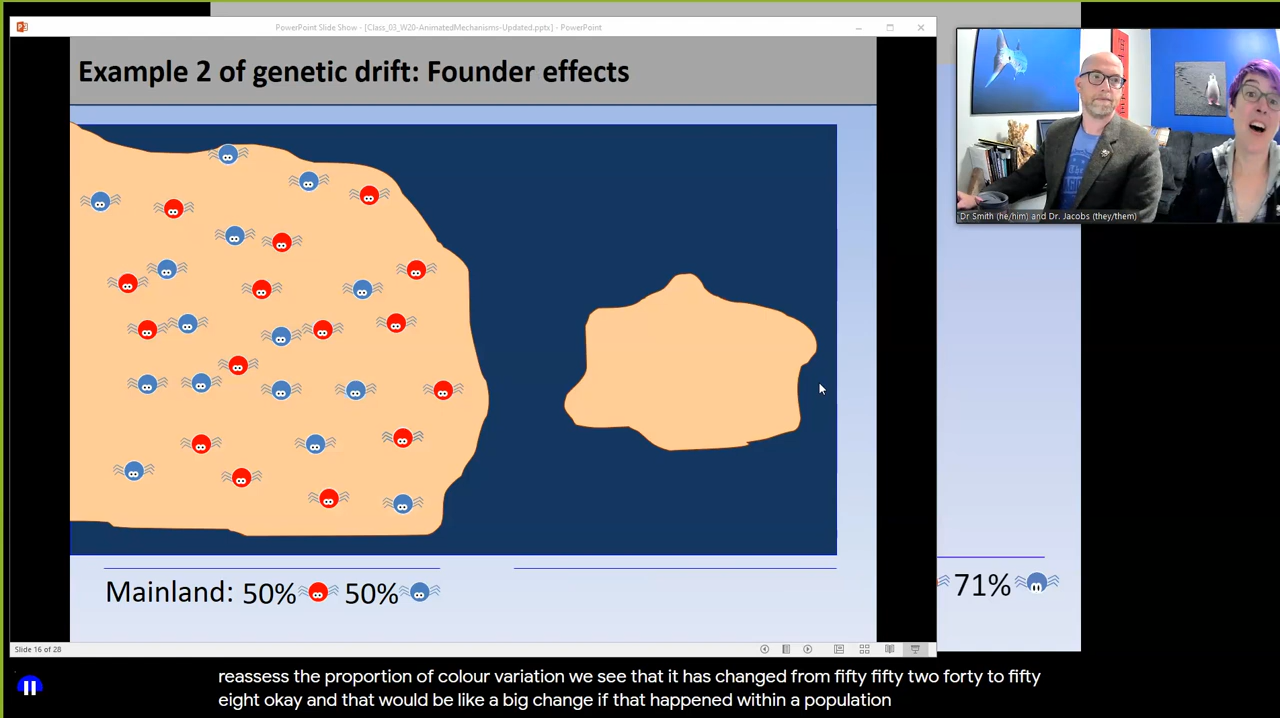 PowerPoint Slide Show - [Class_03_W20-AnimatedMechanisms-Updated.pptx] - PowerPoint
Example 2 of genetic drift: Founder effects
Dr Smith (he/him) and Dr. Jacobs (they/them)
Mainland: 50% 50%
71%
Slide 16 of 28
reassess the proportion of colour variation we see that it has changed from fifty fifty two forty to fifty
eight okay and that would be like a big change if that happened within a population